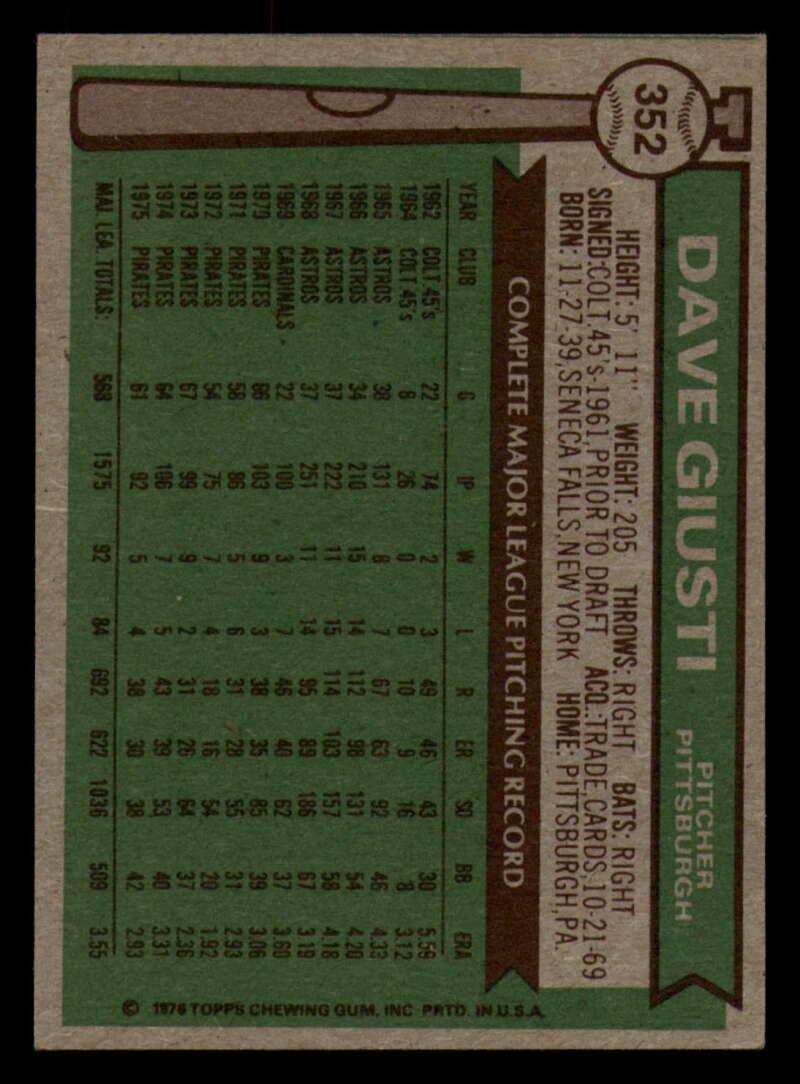 352
DAVE GIUSTI
PITCHER
PITTSBURGH
HEIGHT: 5' 11" WEIGHT: 205 THROWS: RIGHT BATS: RIGHT
SIGNED:COLT 45's-1961,PRIOR TO DRAFT ACQ:TRADE,CARDS,10-21-69
BORN: 11-27-39,SENECA FALLS,NEW YORK HOME: PITTSBURGH,PA.
COMPLETE MAJOR LEAGUE PITCHING RECORD
YEAR CLUB G IP W L R ER SO BB ERA
1962 COLT 45's 22 74 2 3 49 46 43 30 5.59
1964 COLT 45's 8 26 0 0 10 9 16 8 3.12
1965 ASTROS 38 131 8 7 67 63 92 46 4.33
1966 ASTROS 34 210 15 14 112 98 131 54 4.20
1967 ASTROS 37 222 11 15 114 103 157 58 4.18
1968 ASTROS 37 251 11 14 95 89 186 67 3.19
1969 CARDINALS 22 100 3 7 46 40 62 37 3.60
1970 PIRATES 66 103 9 3 38 35 85 39 3.06
1971 PIRATES 58 86 5 6 31 28 55 31 2.93
1972 PIRATES 54 75 7 4 18 16 54 20 1.92
1973 PIRATES 67 99 9 2 31 26 64 37 2.36
1974 PIRATES 64 106 7 5 43 39 53 40 3.31
1975 PIRATES 61 92 5 4 38 30 38 42 2.93
MAJ. LEA. TOTALS: 568 1575 92 84 692 622 1036 509 3.55
© 1976 TOPPS CHEWING GUM, INC PRTD. IN U.S.A.